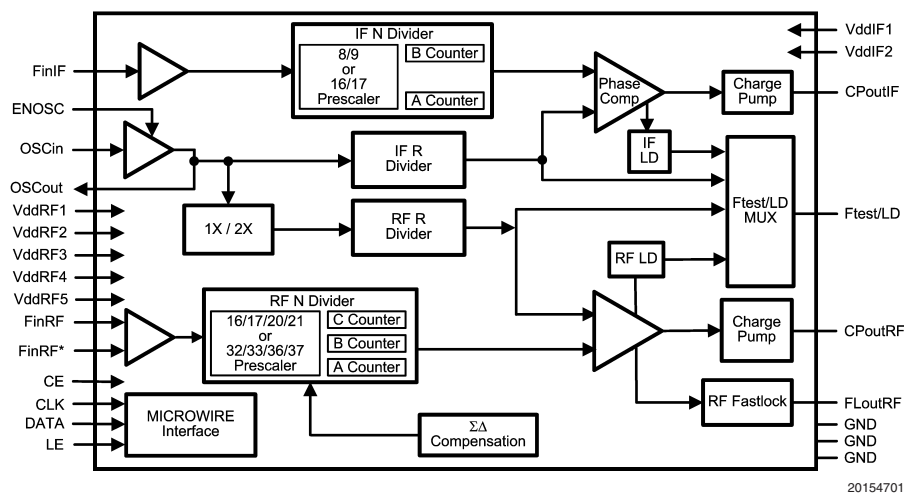 FinIF
ENOSC
OSCin
OSCout
VddRF1
VddRF2
VddRF3
VddRF4
VddRF5
FinRF
FinRF*
CE
CLK
DATA
LE
IF N Divider
8/9
or
16/17
Prescaler
B Counter
A Counter
Phase
Comp
Charge
Pump
IF
LD
IF R
Divider
1X / 2X
RF R
Divider
Ftest/LD
MUX
RF LD
RF N Divider
16/17/20/21
or
32/33/36/37
Prescaler
C Counter
B Counter
A Counter
Charge
Pump
RF Fastlock
MICROWIRE
Interface
ΣΔ
Compensation
VddIF1
VddIF2
CPoutIF
Ftest/LD
CPoutRF
FLoutRF
GND
GND
GND
20154701